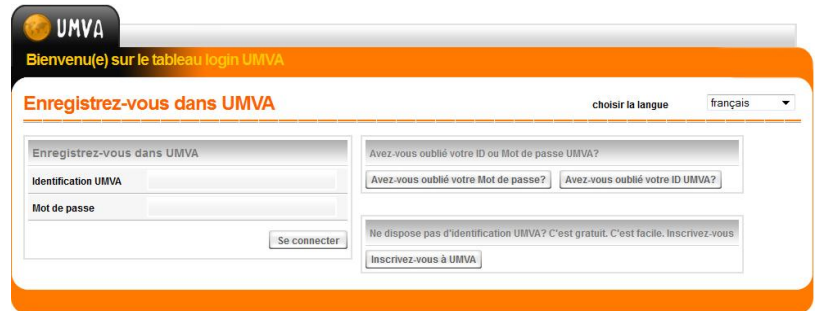 UMVA
Bienvenu(e) sur le tableau login UMVA
Enregistrez-vous dans UMVA
choisir la langue
français
Enregistrez-vous dans UMVA
Identification UMVA
Mot de passe
Se connecter
Avez-vous oublié votre ID ou Mot de passe UMVA?
Avez-vous oublié votre Mot de passe? Avez-vous oublié votre ID UMVA?
Ne dispose pas d'identification UMVA? C'est gratuit. C'est facile. Inscrivez-vous
Inscrivez-vous à UMVA